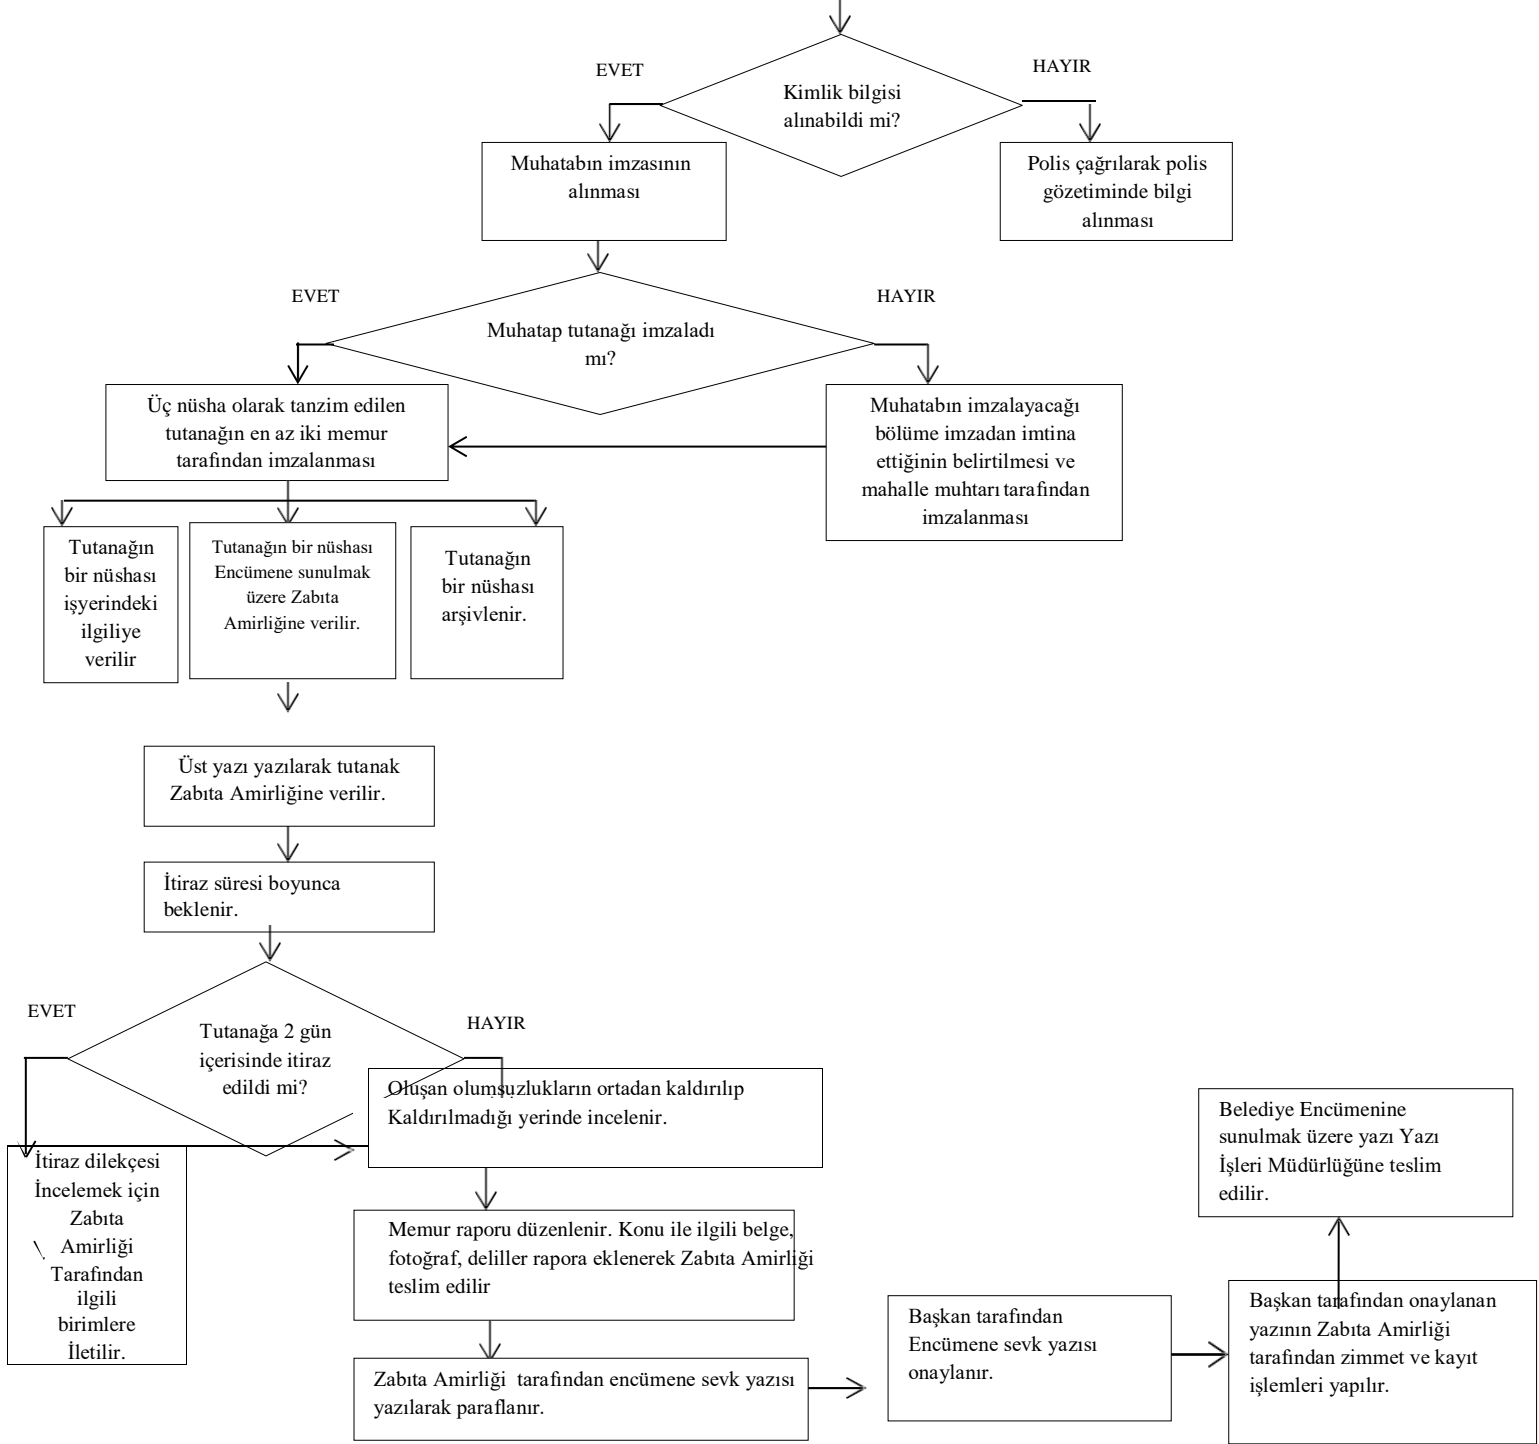 EVET
HAYIR
Kimlik bilgisi
alınabildi mi?
Muhatabın imzasının
alınması
Polis çağrılarak polis
gözetiminde bilgi
alınması
EVET
HAYIR
Muhatap tutanağı imzaladı
mı?
Üç nüsha olarak tanzim edilen
tutanağın en az iki memur
tarafından imzalanması
Muhatabın imzalayacağı
bölüme imzadan imtina
ettiğinin belirtilmesi ve
mahalle muhtarı tarafından
imzalanması
Tutanağın
bir nüshası
işyerindeki
ilgiliye
verilir
Tutanağın bir nüshası
Encümene sunulmak
üzere Zabıta
Amirliğine verilir.
Tutanağın
bir nüshası
arşivlenir.
Üst yazı yazılarak tutanak
Zabıta Amirliğine verilir.
İtiraz süresi boyunca
beklenir.
EVET
HAYIR
Tutanağa 2 gün
içerisinde itiraz
edildi mi?
Oluşan olumsuzlukların ortadan kaldırılıp
Kaldırılmadığı yerinde incelenir.
İtiraz dilekçesi
İncelemek için
Zabıta
Amirliği
Tarafından
ilgili
birimlere
İletilir.
Memur raporu düzenlenir. Konu ile ilgili belge,
fotoğraf, deliller rapora eklenerek Zabıta Amirliği
teslim edilir
Zabıta Amirliği tarafından encümene sevk yazısı
yazılarak paraflanır.
Başkan tarafından
Encümene sevk yazısı
onaylanır.
Başkan tarafından onaylanan
yazının Zabıta Amirliği
tarafından zimmet ve kayıt
işlemleri yapılır.
Belediye Encümenine
sunulmak üzere yazı Yazı
İşleri Müdürlüğüne teslim
edilir.